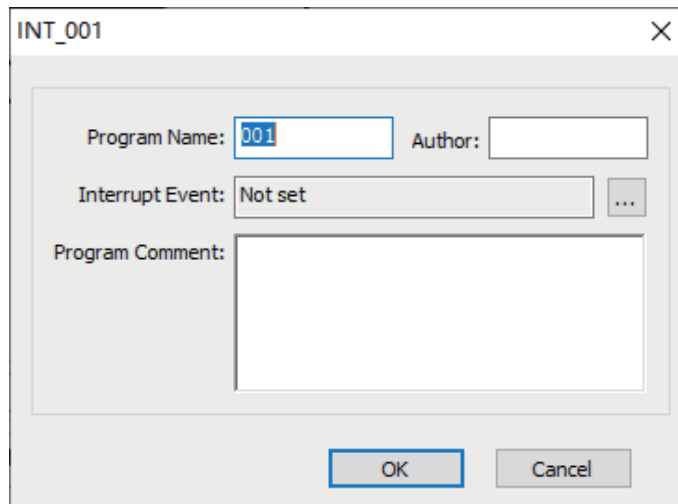 INT_001
Program Name: 001 Author:
Interrupt Event: Not set ...
Program Comment:
OK Cancel